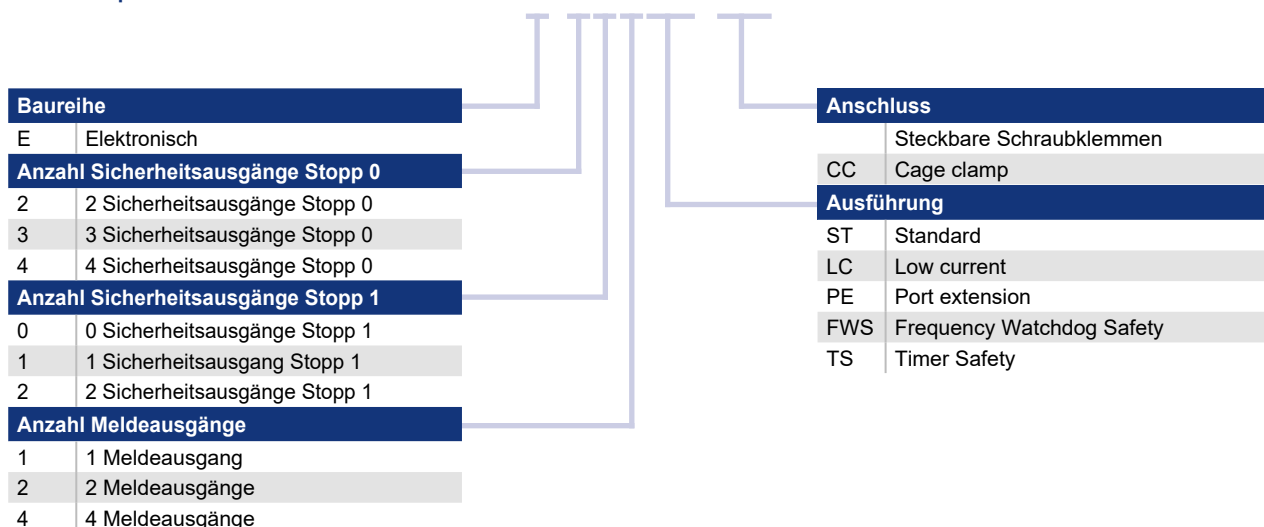 Baureihe
E Elektronisch
Anzahl Sicherheitsausgänge Stopp 0
2 2 Sicherheitsausgänge Stopp 0
3 3 Sicherheitsausgänge Stopp 0
4 4 Sicherheitsausgänge Stopp 0
Anzahl Sicherheitsausgänge Stopp 1
0 0 Sicherheitsausgänge Stopp 1
1 1 Sicherheitsausgang Stopp 1
2 2 Sicherheitsausgänge Stopp 1
Anzahl Meldeausgänge
1 1 Meldeausgang
2 2 Meldeausgänge
4 4 Meldeausgänge
Anschluss
Steckbare Schraubklemmen
CC Cage clamp
Ausführung
ST Standard
LC Low current
PE Port extension
FWS Frequency Watchdog Safety
TS Timer Safety